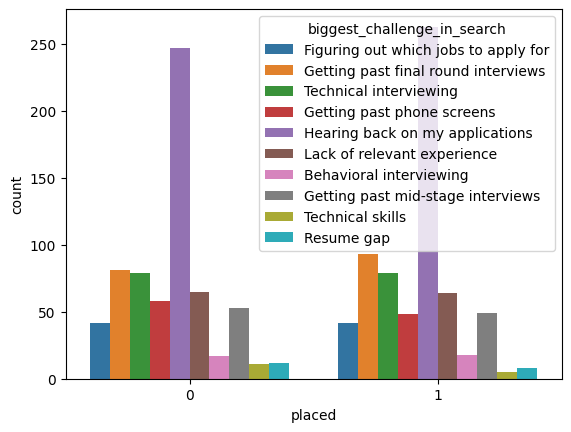 biggest_challenge_in_search
Figuring out which jobs to apply for
Getting past final round interviews
Technical interviewing
Getting past phone screens
Hearing back on my applications
Lack of relevant experience
Behavioral interviewing
Getting past mid-stage interviews
Technical skills
Resume gap
count
250
200
150
100
50
0
0 1
placed